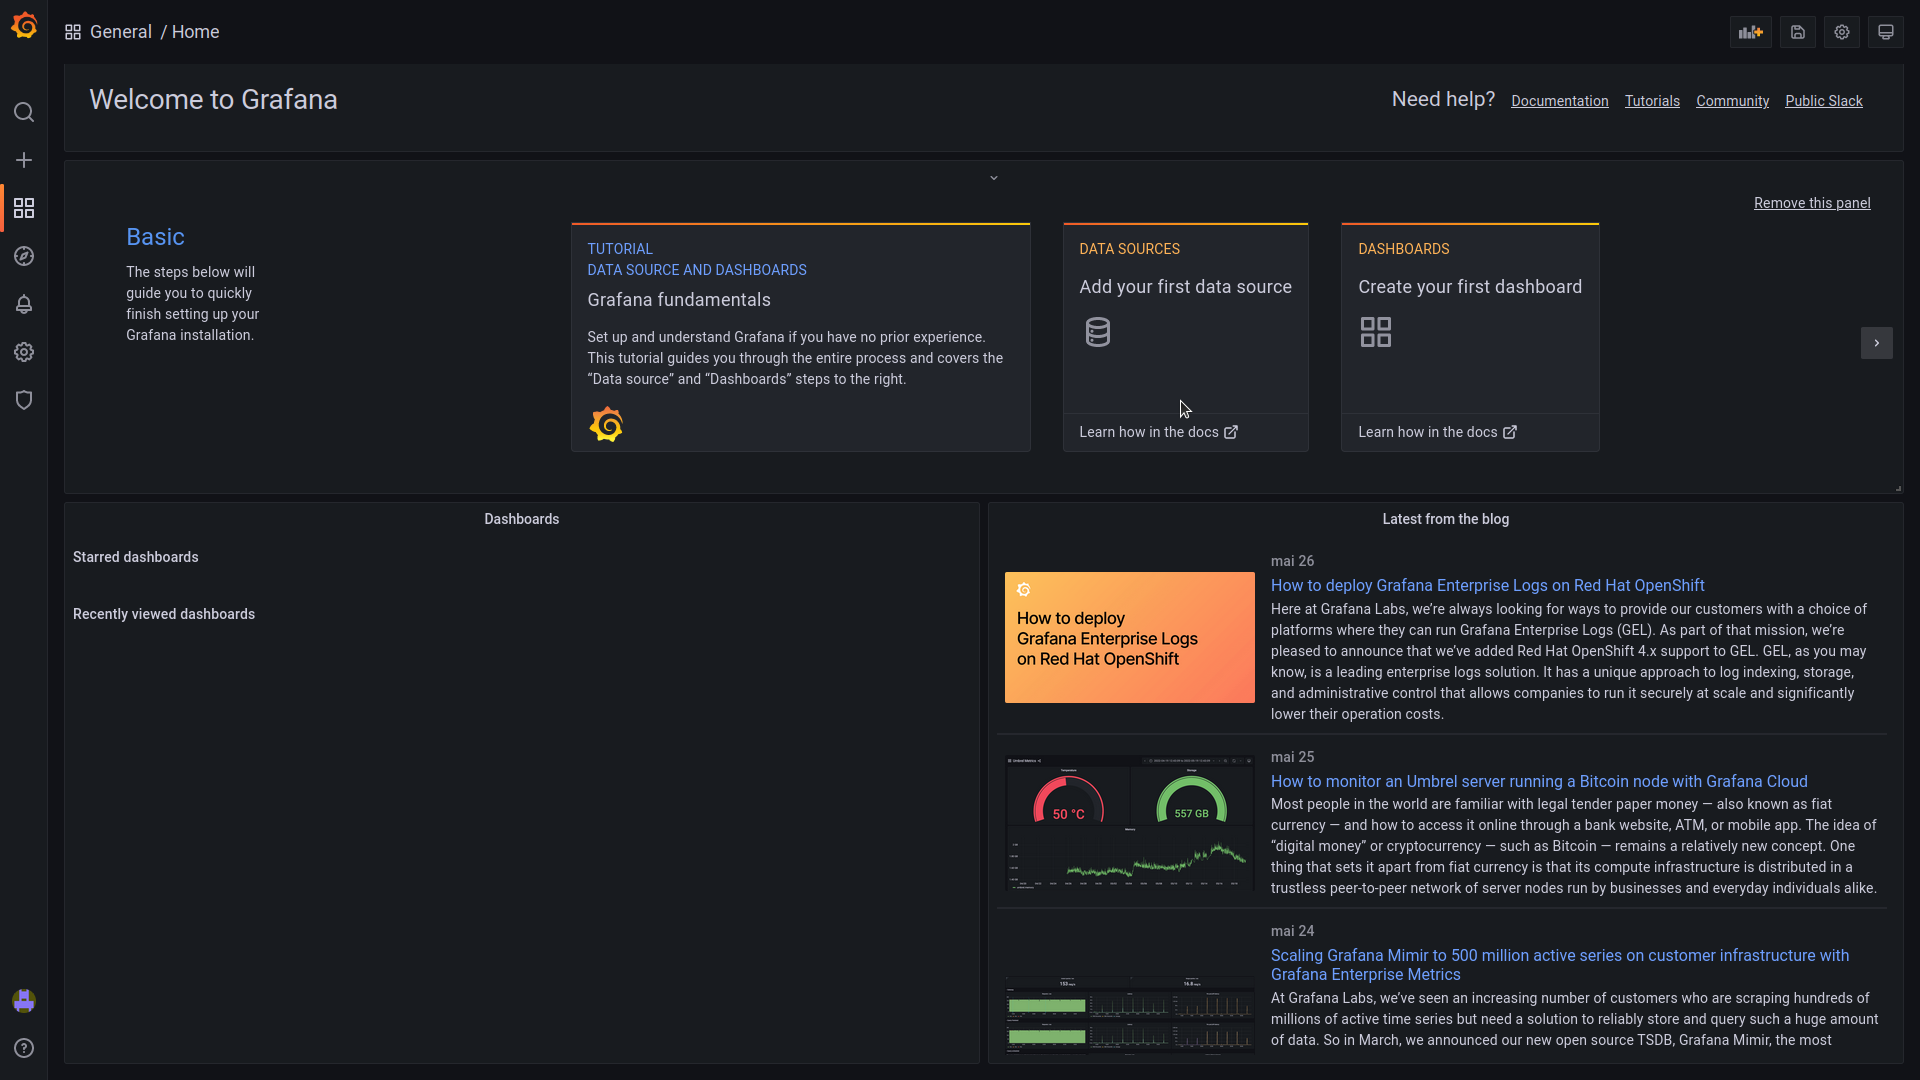 General / Home
Welcome to Grafana
Need help? Documentation Tutorials Community Public Slack
Remove this panel
Basic
The steps below will
guide you to quickly
finish setting up your
Grafana installation.
TUTORIAL
DATA SOURCE AND DASHBOARDS
Grafana fundamentals
Set up and understand Grafana if you have no prior experience.
This tutorial guides you through the entire process and covers the
“Data source” and “Dashboards” steps to the right.
DATA SOURCES
Add your first data source
Learn how in the docs
DASHBOARDS
Create your first dashboard
Learn how in the docs
Dashboards
Starred dashboards
Recently viewed dashboards
Latest from the blog
How to deploy
Grafana Enterprise Logs
on Red Hat OpenShift
mai 26
How to deploy Grafana Enterprise Logs on Red Hat OpenShift
Here at Grafana Labs, we’re always looking for ways to provide our customers with a choice of
platforms where they can run Grafana Enterprise Logs (GEL). As part of that mission, we’re
pleased to announce that we’ve added Red Hat OpenShift 4.x support to GEL. GEL, as you may
know, is a leading enterprise logs solution. It has a unique approach to log indexing, storage,
and administrative control that allows companies to run it securely at scale and significantly
lower their operation costs.
50 °C
557 GB
mai 25
How to monitor an Umbrel server running a Bitcoin node with Grafana Cloud
Most people in the world are familiar with legal tender paper money — also known as fiat
currency — and how to access it online through a bank website, ATM, or mobile app. The idea of
“digital money” or cryptocurrency — such as Bitcoin — remains a relatively new concept. One
thing that sets it apart from fiat currency is that its compute infrastructure is distributed in a
trustless peer-to-peer network of server nodes run by businesses and everyday individuals alike.
mai 24
Scaling Grafana Mimir to 500 million active series on customer infrastructure with
Grafana Enterprise Metrics
At Grafana Labs, we’ve seen an increasing number of customers who are scraping hundreds of
millions of active time series but need a solution to reliably store and query such a huge amount
of data. So in March, we announced our new open source TSDB, Grafana Mimir, the most